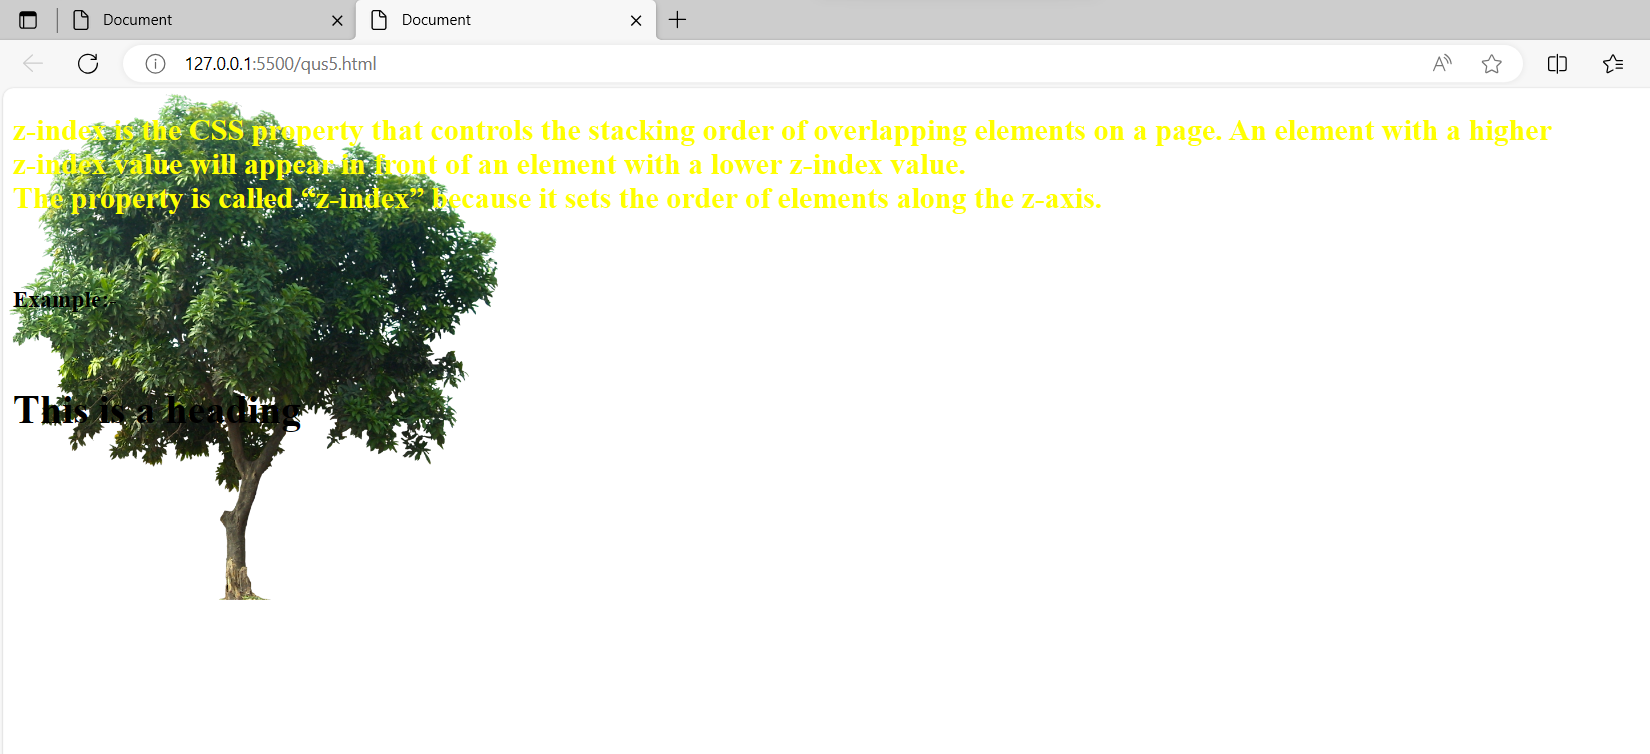 Document
Document
127.0.0.1:5500/qus5.html
z-index is the CSS property that controls the stacking order of overlapping elements on a page. An element with a higher
z-index value will appear in front of an element with a lower z-index value.
The property is called “z-index” because it sets the order of elements along the z-axis.
Example:-
This is a heading